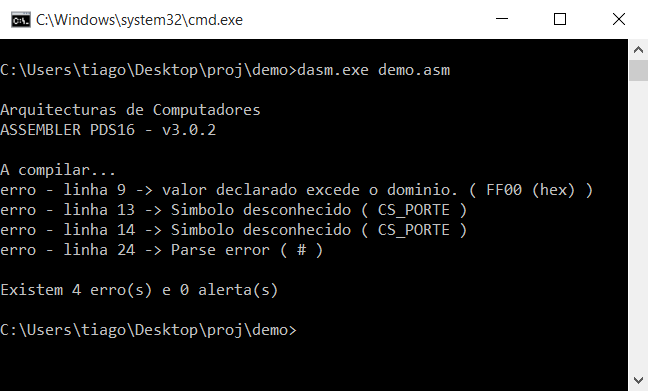 C:\Windows\system32\cmd.exe
C:\Users\tiago\Desktop\proj\demo>dasm.exe demo.asm
Arquitecturas de Computadores
ASSEMBLER PDS16 - v3.0.2
A compilar...
erro - linha 9 -> valor declarado excede o dominio. ( FF00 (hex) )
erro - linha 13 -> Simbolo desconhecido ( CS_PORTE )
erro - linha 14 -> Simbolo desconhecido ( CS_PORTE )
erro - linha 24 -> Parse error ( # )
Existem 4 erro(s) e 0 alerta(s)
C:\Users\tiago\Desktop\proj\demo>